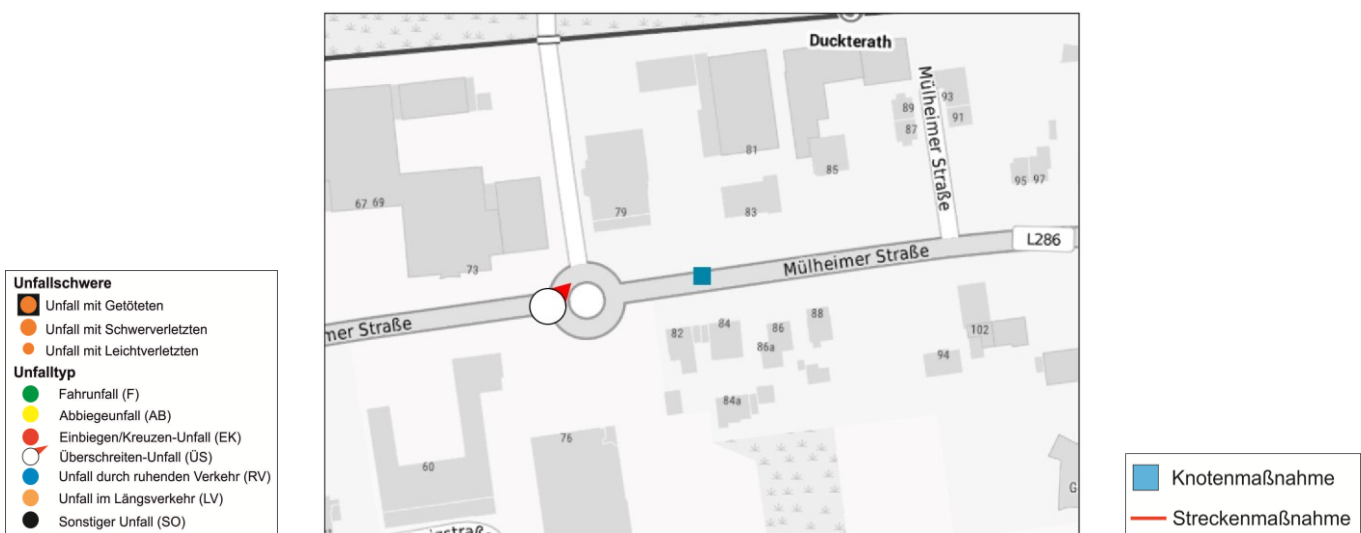 Unfallschwere
Unfall mit Getöteten
Unfall mit Schwerverletzten
Unfall mit Leichtverletzten
Unfalltyp
Fahrunfall (F)
Abbiegeunfall (AB)
Einbiegen/Kreuzen-Unfall (EK)
Überschreiten-Unfall (ÜS)
Unfall durch ruhenden Verkehr (RV)
Unfall im Längsverkehr (LV)
Sonstiger Unfall (SO)
Duckterath
Mülheimer Straße
93
89
91
87
81
85
95 97
67 69
79
83
73
L286
Mülheimer Straße
mer Straße
82
84
86
88
86a
102
94
84a
76
60
G
Knotenmaßnahme
Streckenmaßnahme